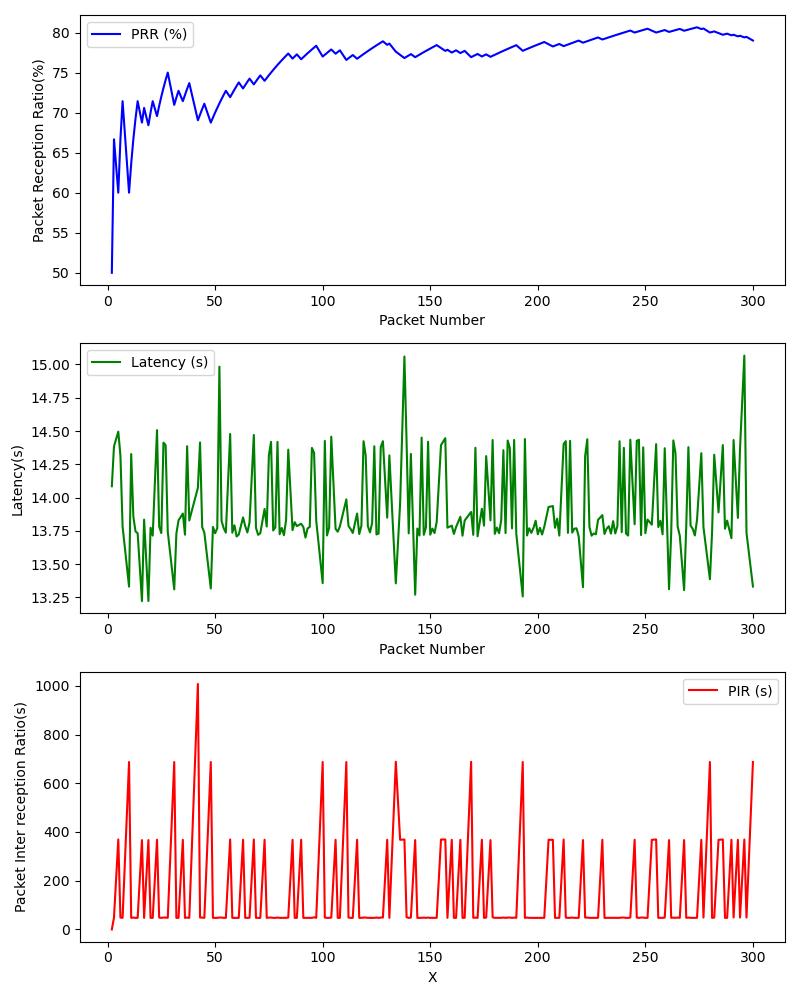 80
75
70
65
60
55
50
Packet Reception Ratio(%)
PRR (%)
0 50 100 150 200 250 300
Packet Number
15.00
14.75
14.50
14.25
14.00
13.75
13.50
13.25
Latency(s)
Latency (s)
0 50 100 150 200 250 300
Packet Number
1000
800
600
400
200
0
Packet Inter reception Ratio(s)
PIR (s)
0 50 100 150 200 250 300
X